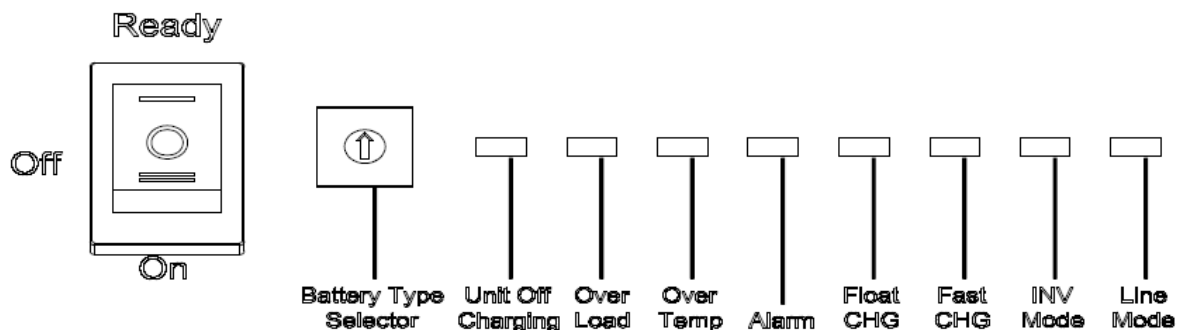 Ready
Off
On
Battery Type Selector
Unit Off Charging
Over Load
Over Temp
Alarm
Float CHG
Fast CHG
INV Mode
Line Mode